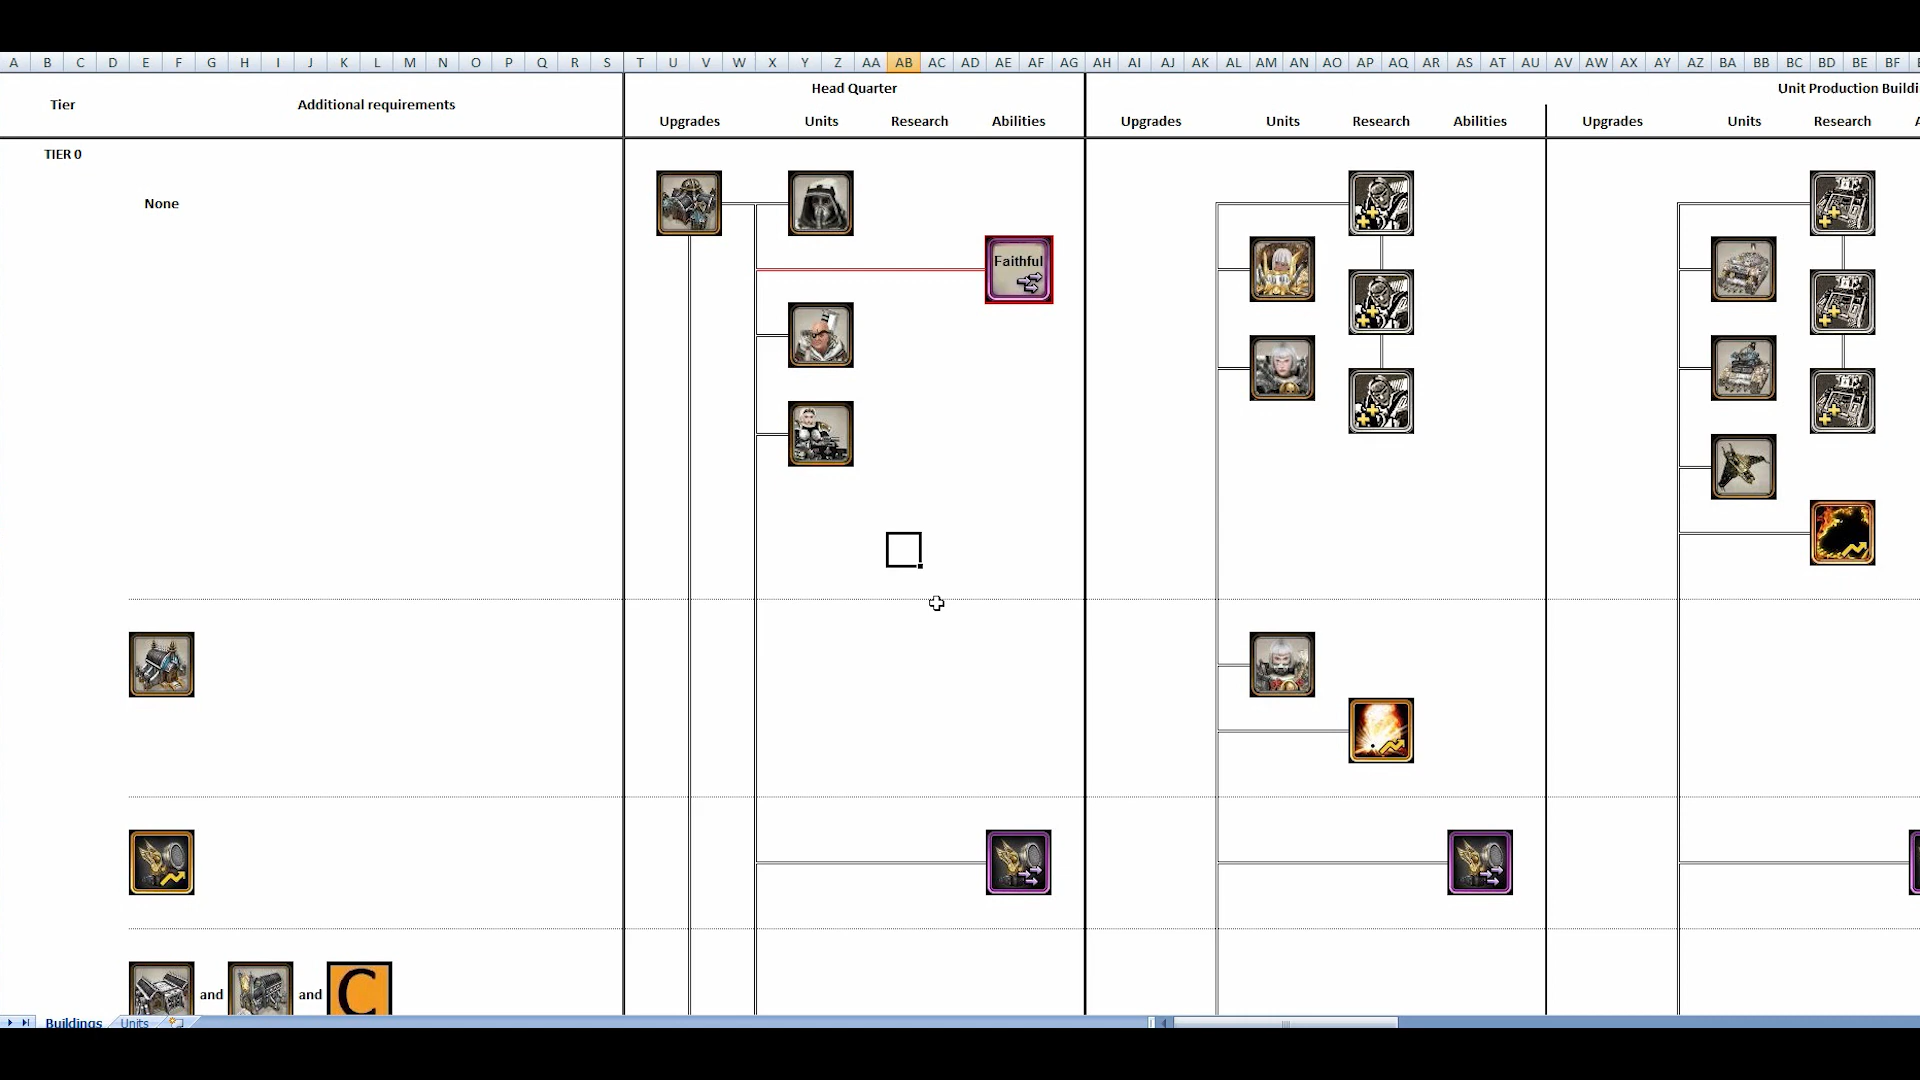 A B C D E F G H I J K L M N O P Q R S T U V W X Y Z AA AB AC AD AE AF AG AH AI AJ AK AL AM AN AO AP AQ AR AS AT AU AV AW AX AY AZ BA BB BC BD BE BF
Tier
Additional requirements
Head Quarter
Unit Production Buildi
Upgrades Units Research Abilities
Upgrades Units Research Abilities
Upgrades Units Research A
TIER 0
None
Faithful
and and C
Buildings Units